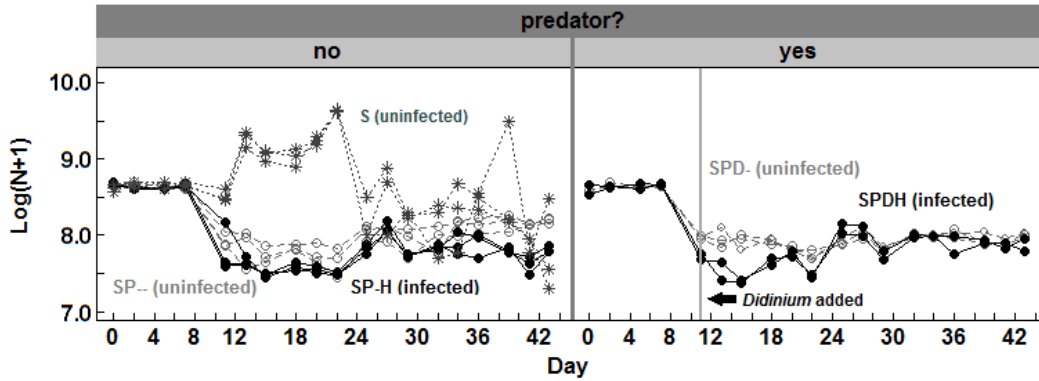 predator?
no yes
10.0
9.0
8.0
7.0
Log(N+1)
S (uninfected)
SP-- (uninfected)
SP-H (infected)
SPD- (uninfected)
SPDH (infected)
Didinium added
0 4 8 12 18 24 30 36 42 0 4 8 12 18 24 30 36 42
Day